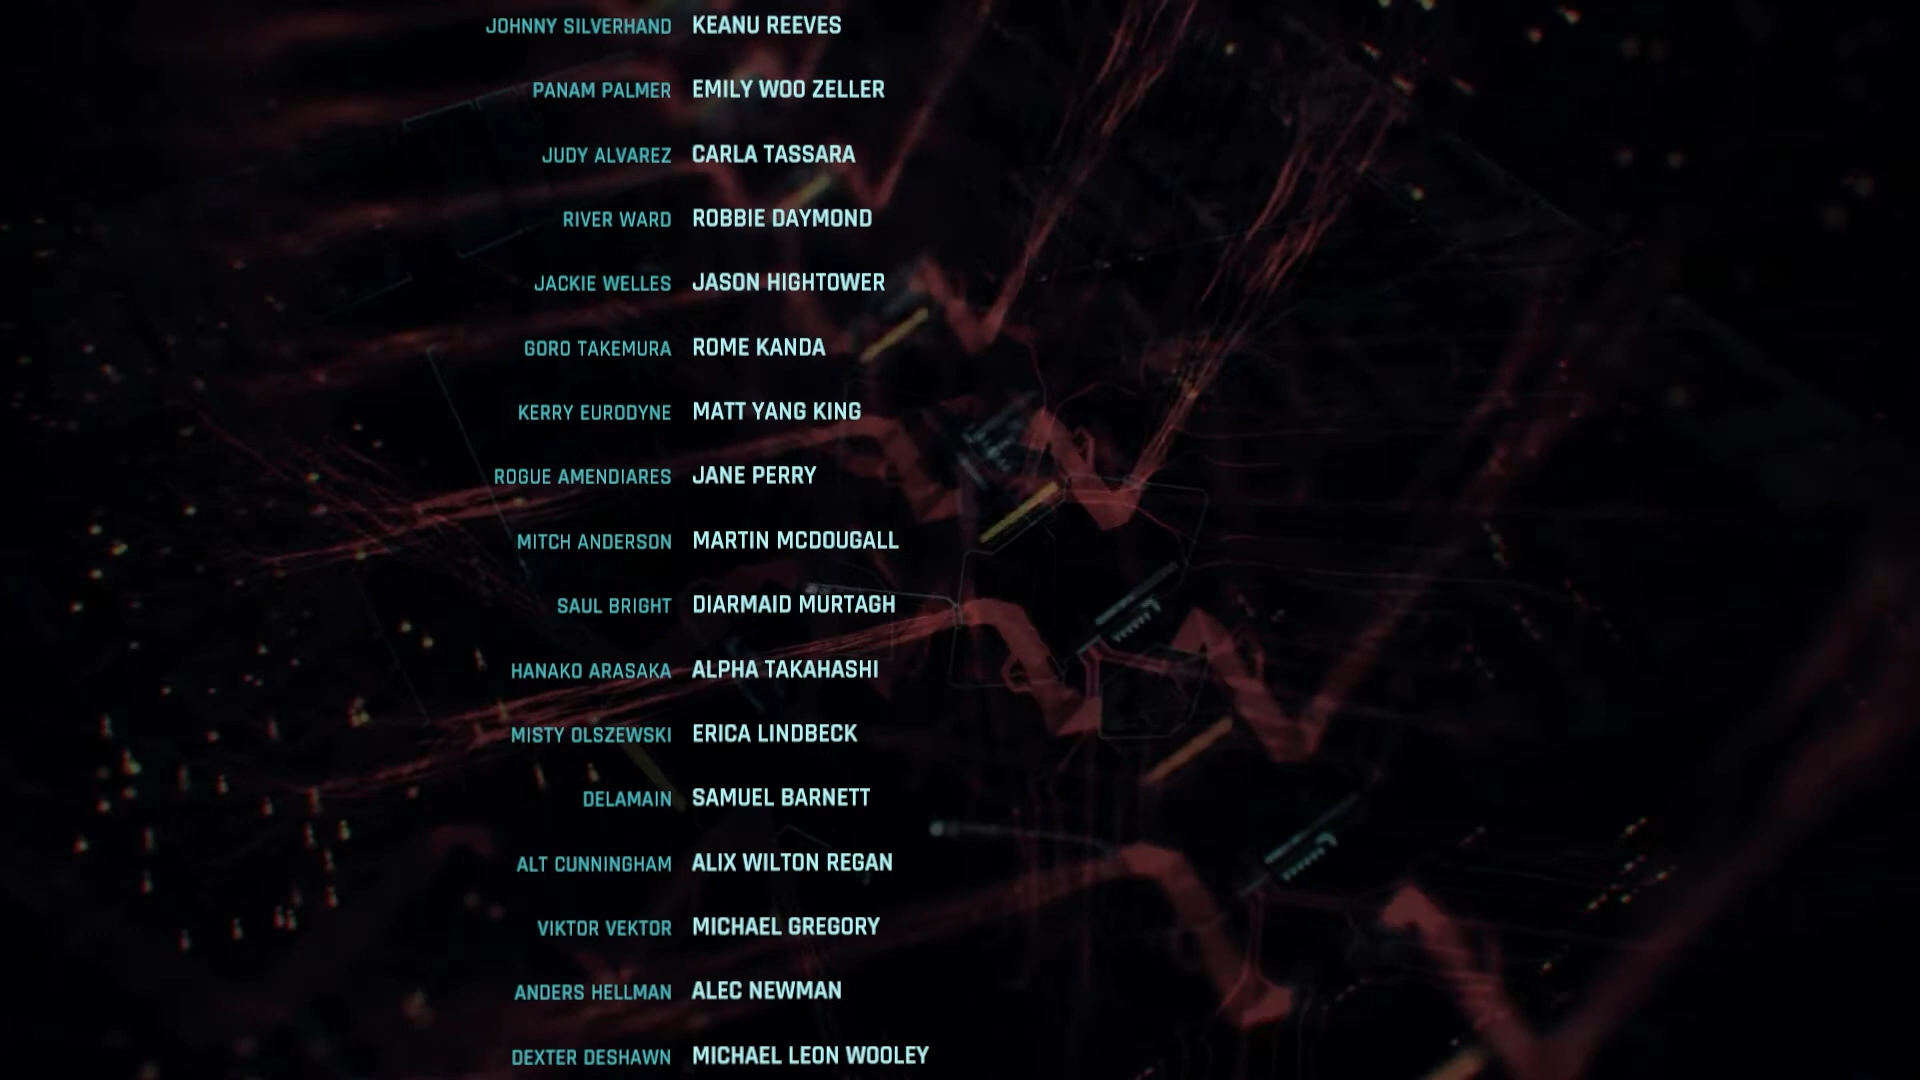 JOHNNY SILVERHAND KEANU REEVES
PANAM PALMER EMILY WOO ZELLER
JUDY ALVAREZ CARLA TASSARA
RIVER WARD ROBBIE DAYMOND
JACKIE WELLES JASON HIGHTOWER
GORO TAKEMURA ROME KANDA
KERRY EURODYNE MATT YANG KING
ROGUE AMENDIARES JANE PERRY
MITCH ANDERSON MARTIN MCDOUGALL
SAUL BRIGHT DIARMAID MURTAGH
HANAKO ARASAKA ALPHA TAKAHASHI
MISTY OLSZEWSKI ERICA LINDBECK
DELAMAIN SAMUEL BARNETT
ALT CUNNINGHAM ALIX WILTON REGAN
VIKTOR VEKTOR MICHAEL GREGORY
ANDERS HELLMAN ALEC NEWMAN
DEXTER DESHAWN MICHAEL LEON WOOLEY